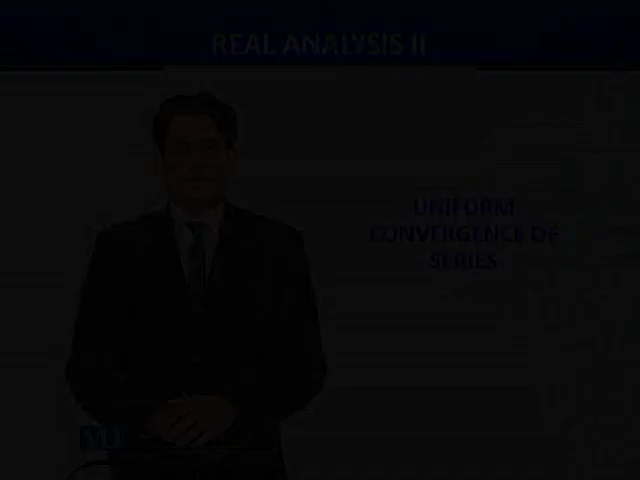 REAL ANALYSIS II
UNIFORM
CONVERGENCE OF
SERIES